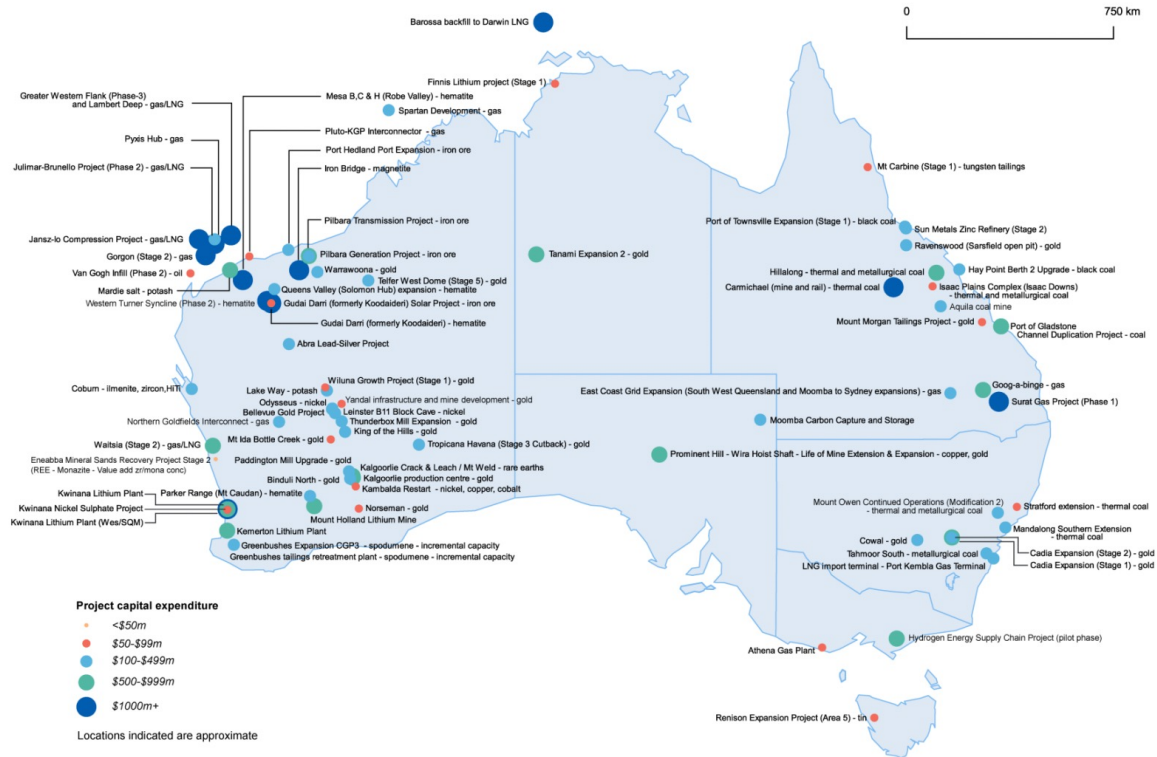 Barossa backfill to Darwin LNG
0
750 km
Finnis Lithium project (Stage 1)
Greater Western Flank (Phase-3)
and Lambert Deep - gas/LNG
Mesa B,C & H (Robe Valley) - hematite
Spartan Development - gas
Pyxis Hub - gas
Pluto-KGP Interconnector - gas
Port Hedland Port Expansion - iron ore
Julimar-Brunello Project (Phase 2) - gas/LNG
Iron Bridge - magnetite
Mt Carbine (Stage 1) - tungsten tailings
Pilbara Transmission Project - iron ore
Port of Townsville Expansion (Stage 1) - black coal
Sun Metals Zinc Refinery (Stage 2)
Jansz-Io Compression Project - gas/LNG
Ravenswood (Sarsfield open pit) - gold
Gorgon (Stage 2) - gas
Pilbara Generation Project - iron ore
Tanami Expansion 2 - gold
Van Gogh Infill (Phase 2) - oil
Warrawoona - gold
Hillalong - thermal and metallurgical coal
Hay Point Berth 2 Upgrade - black coal
Telfer West Dome (Stage 5) - gold
Mardie salt - potash
Queens Valley (Solomon Hub) expansion - hematite
Carmichael (mine and rail) - thermal coal
Isaac Plains Complex (Isaac Downs)
- thermal and metallurgical coal
Western Turner Syncline (Phase 2) - hematite
Gudai Darri (formerly Koodaideri) Solar Project - iron ore
Aquila coal mine
Gudai Darri (formerly Koodaideri) - hematite
Mount Morgan Tailings Project - gold
Port of Gladstone
Channel Duplication Project - coal
Abra Lead-Silver Project
Wiluna Growth Project (Stage 1) - gold
Coburn - ilmenite, zircon,HiTi
Lake Way - potash
East Coast Grid Expansion (South West Queensland and Moomba to Sydney expansions) - gas
Goog-a-binge - gas
Odysseus - nickel
Yandal infrastructure and mine development - gold
Surat Gas Project (Phase 1)
Bellevue Gold Project
Leinster B11 Block Cave - nickel
Northern Goldfields Interconnect - gas
Thunderbox Mill Expansion - gold
Moomba Carbon Capture and Storage
King of the Hills - gold
Mt Ida Bottle Creek - gold
Waitsia (Stage 2) - gas/LNG
Tropicana Havana (Stage 3 Cutback) - gold
Eneabba Mineral Sands Recovery Project Stage 2
(REE - Monazite - Value add zr/mona conc)
Paddington Mill Upgrade - gold
Prominent Hill - Wira Hoist Shaft - Life of Mine Extension & Expansion - copper, gold
Kalgoorlie Crack & Leach / Mt Weld - rare earths
Binduli North - gold
Kalgoorlie production centre - gold
Kambalda Restart - nickel, copper, cobalt
Kwinana Lithium Plant
Parker Range (Mt Caudan) - hematite
Kwinana Nickel Sulphate Project
Norseman - gold
Mount Owen Continued Operations (Modification 2)
- thermal and metallurgical coal
Stratford extension - thermal coal
Kwinana Lithium Plant (Wes/SQM)
Mount Holland Lithium Mine
Mandalong Southern Extension
- thermal coal
Kemerton Lithium Plant
Cowal - gold
Greenbushes Expansion CGP3 - spodumene - incremental capacity
Tahmoor South - metallurgical coal
Cadia Expansion (Stage 2) - gold
Greenbushes tailings retreatment plant - spodumene - incremental capacity
LNG import terminal - Port Kembla Gas Terminal
Cadia Expansion (Stage 1) - gold
Hydrogen Energy Supply Chain Project (pilot phase)
Athena Gas Plant
Renison Expansion Project (Area 5) - tin
Project capital expenditure
<$50m
$50-$99m
$100-$499m
$500-$999m
$1000m+
Locations indicated are approximate